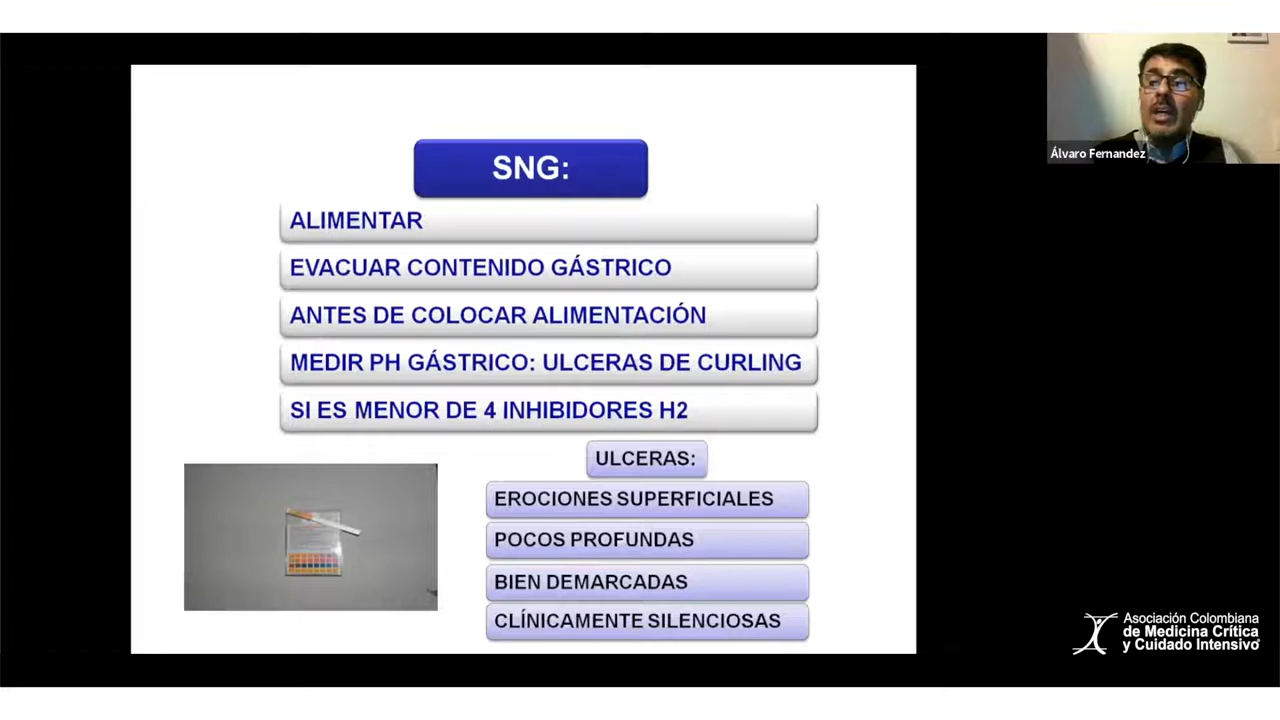 SNG:
ALIMENTAR
EVACUAR CONTENIDO GÁSTRICO
ANTES DE COLOCAR ALIMENTACIÓN
MEDIR PH GÁSTRICO: ULCERAS DE CURLING
SI ES MENOR DE 4 INHIBIDORES H2
ULCERAS:
EROCIONES SUPERFICIALES
POCOS PROFUNDAS
BIEN DEMARCADAS
CLÍNICAMENTE SILENCIOSAS
Álvaro Fernandez
Asociación Colombiana
de Medicina Crítica
y Cuidado Intensivo